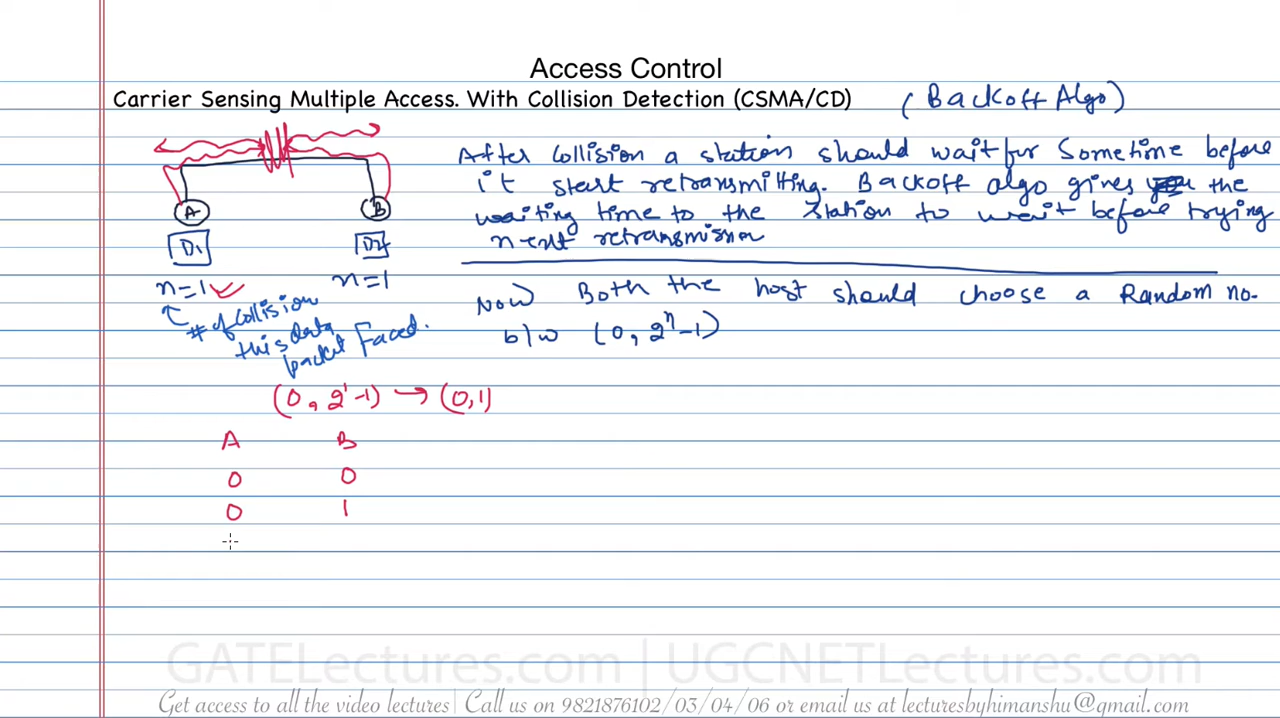 Access Control
Carrier Sensing Multiple Access. With Collision Detection (CSMA/CD) (Backoff Algo)
After Collision a station should wait for Sometime before
it start retransmitting. Backoff algo gives the
waiting time to the Station to wait before trying
next retransmission
A B
D1 D2
n=1 n=1
# of Collision
this data
packet Faced.
Now Both the host should choose a Random no.
b/w (0, 2^n-1)
(0, 2^1-1) → (0,1)
A B
0 0
0 1
GATELectures.com | UGCNETLectures.com
Get access to all the video lectures | Call us on 9821876102/03/04/06 or email us at lecturesbyhimanshu@gmail.com